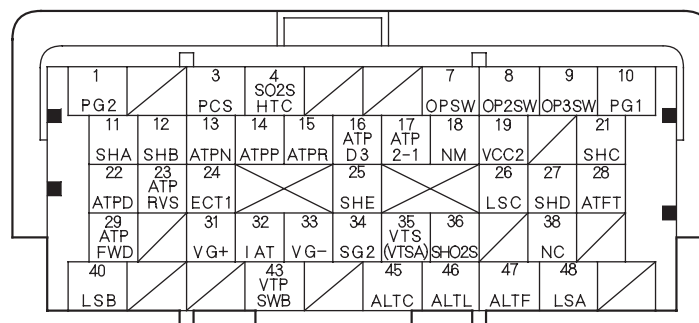 1 PG2
3 PCS
4 SO2S HTC
7 OPSW
8 OP2SW
9 OP3SW
10 PG1
11 SHA
12 SHB
13 ATPN
14 ATPP
15 ATPR
16 ATP D3
17 ATP 2-1
18 NM
19 VCC2
21 SHC
22 ATPD
23 ATP RVS
24 ECT1
25 SHE
26 LSC
27 SHD
28 ATFT
29 ATP FWD
31 VG+
32 IAT
33 VG-
34 SG2
35 VTS (VTSA)
36 SHO2S
38 NC
40 LSB
43 VTP SWB
45 ALTC
46 ALTL
47 ALTF
48 LSA